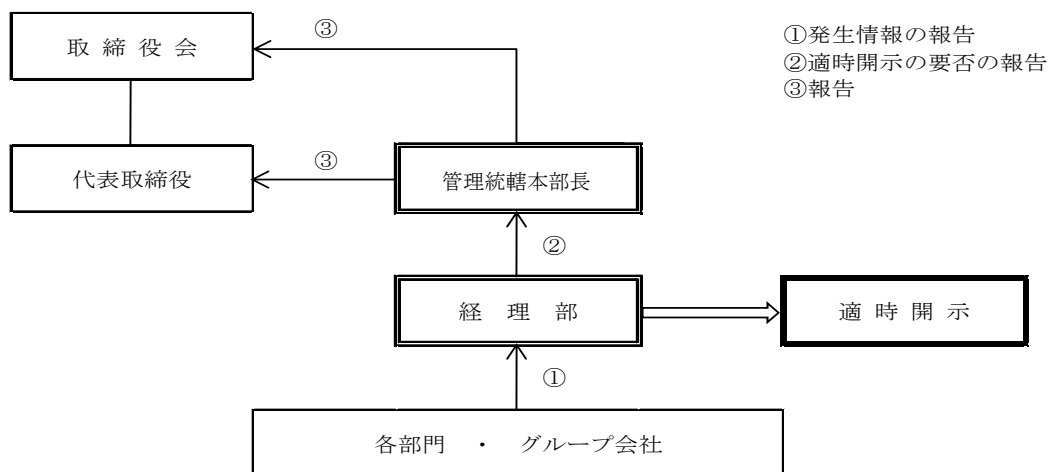 ③
取締役会
①発生情報の報告
②適時開示の要否の報告
③報告
③
代表取締役
管理統轄本部長
②
経理部
適時開示
①
各部門 ・ グループ会社